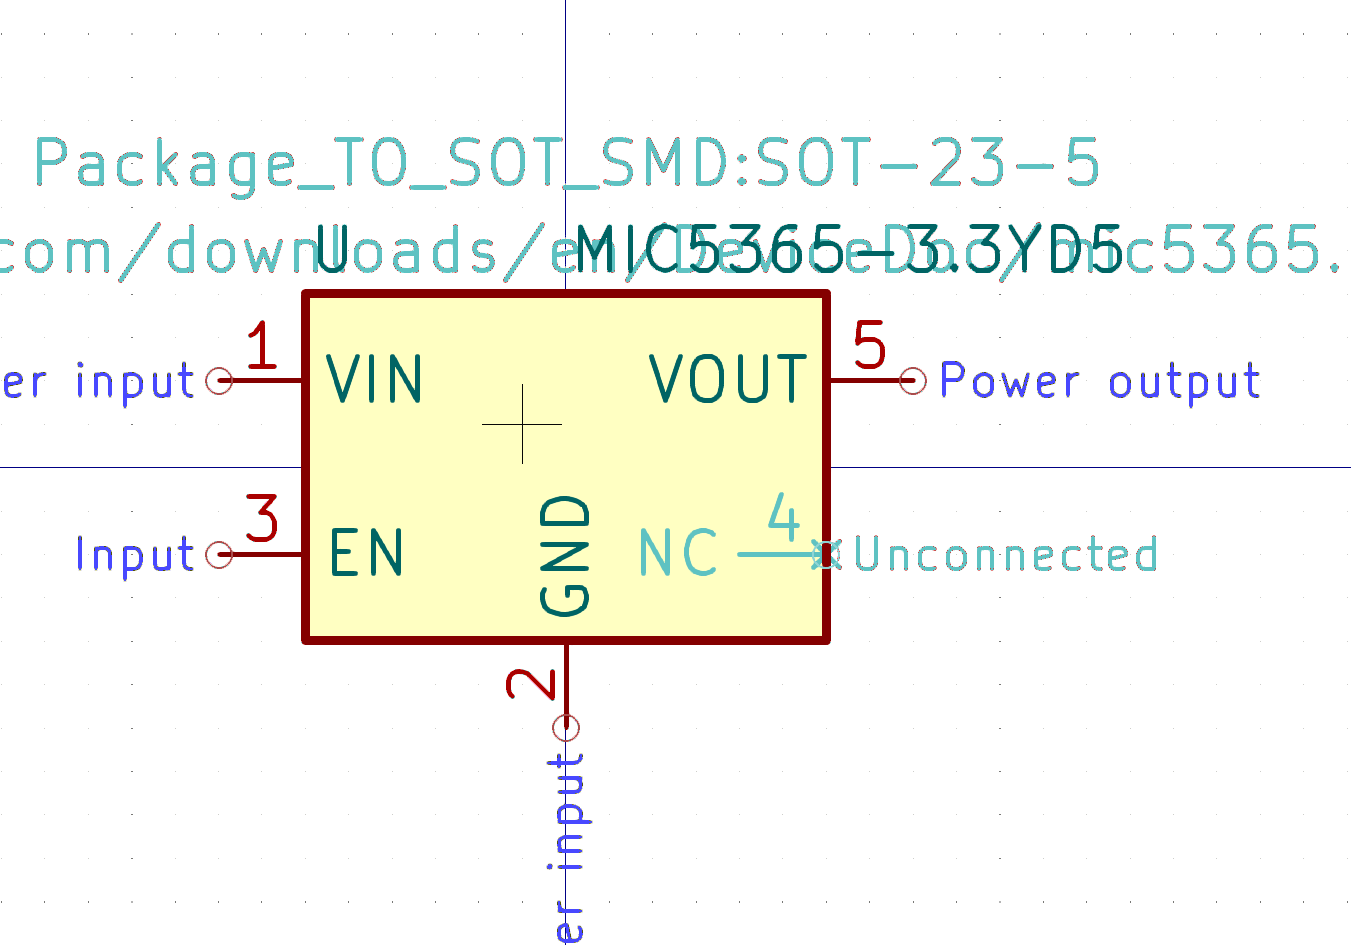 Package_TO_SOT_SMD:SOT-23-5
com/downloads/en/DeviceDoc/mic5365.
U MIC5365-3.3YD5
1 5
er input VIN VOUT Power output
3 4
Input EN GND NC Unconnected
2
er input